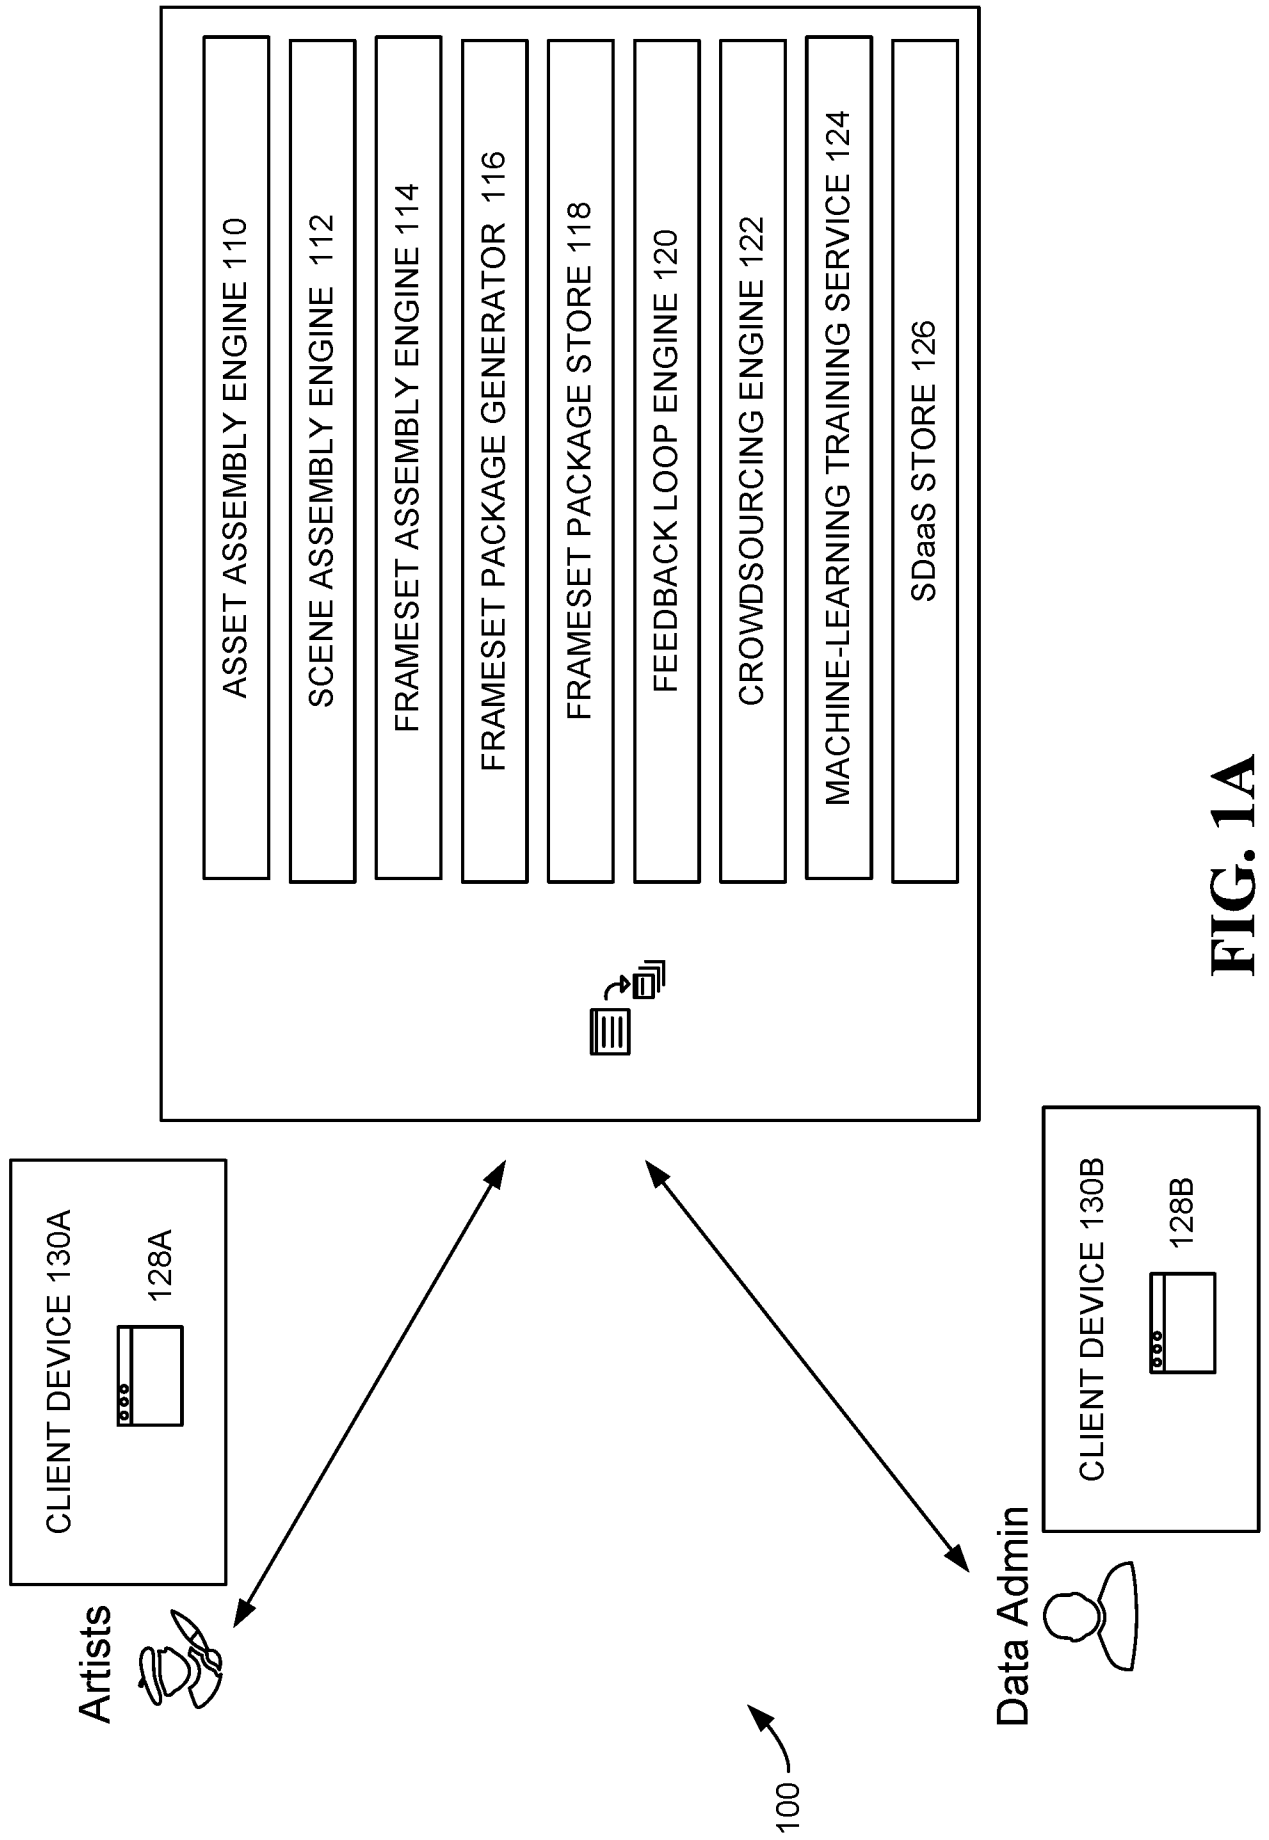 Artists
CLIENT DEVICE 130A
128A
ASSET ASSEMBLY ENGINE 110
SCENE ASSEMBLY ENGINE 112
FRAMESET ASSEMBLY ENGINE 114
FRAMESET PACKAGE GENERATOR 116
FRAMESET PACKAGE STORE 118
FEEDBACK LOOP ENGINE 120
CROWDSOURCING ENGINE 122
MACHINE-LEARNING TRAINING SERVICE 124
SDaaS STORE 126
100
Data Admin
CLIENT DEVICE 130B
128B
FIG. 1A